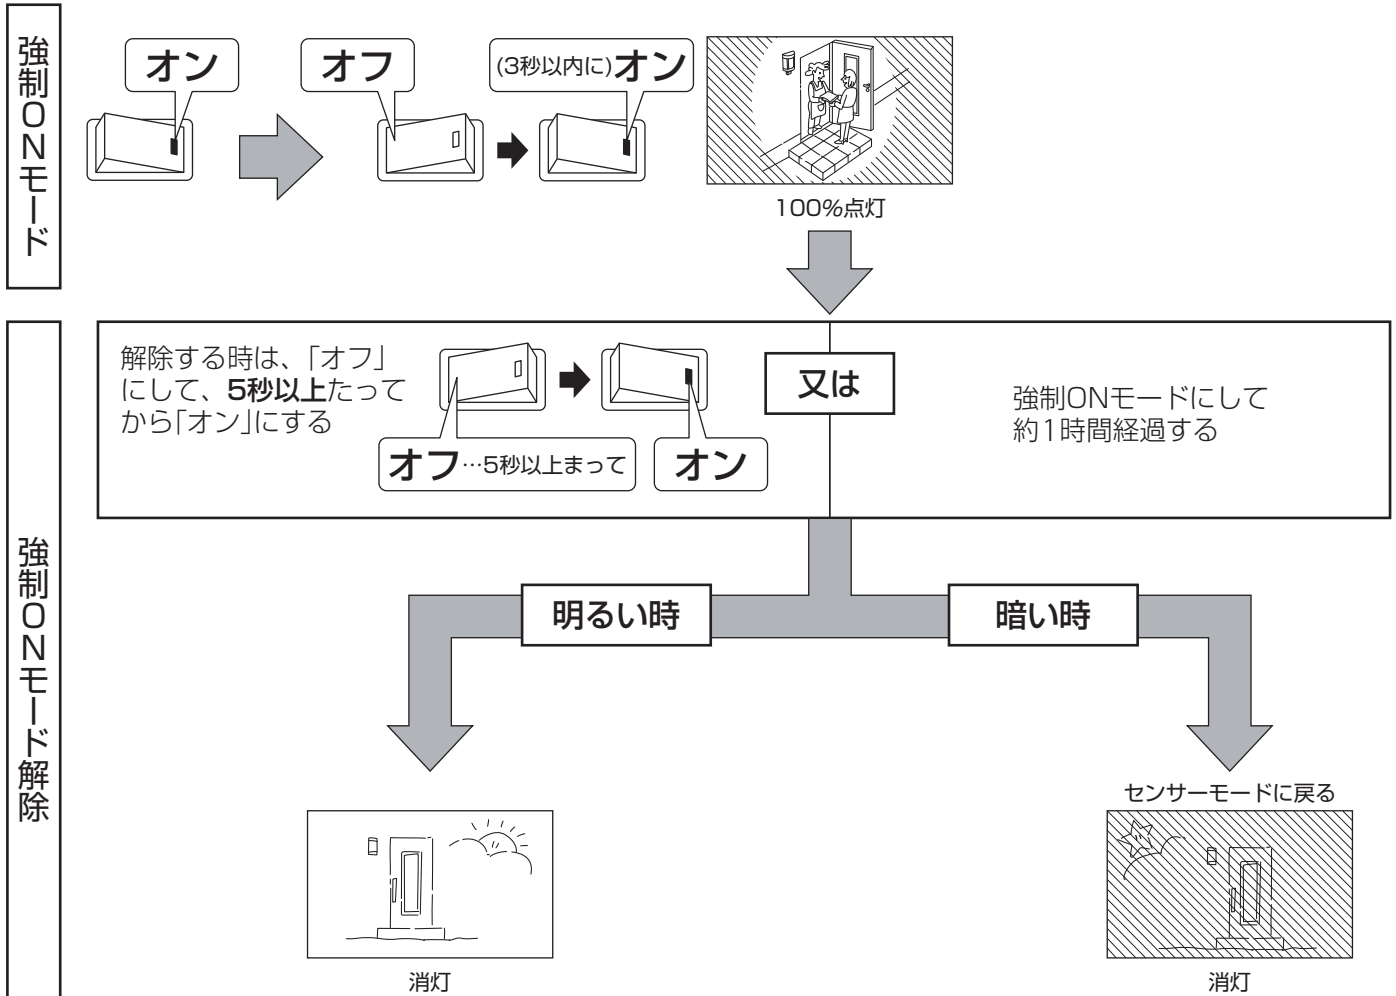 強制ONモード
オン
オフ
(3秒以内に)オン
100%点灯
強制ONモード解除
解除する時は、「オフ」
にして、5秒以上たって
から「オン」にする
オフ…5秒以上まって
オン
又は
強制ONモードにして
約1時間経過する
明るい時
暗い時
消灯
センサーモードに戻る
消灯